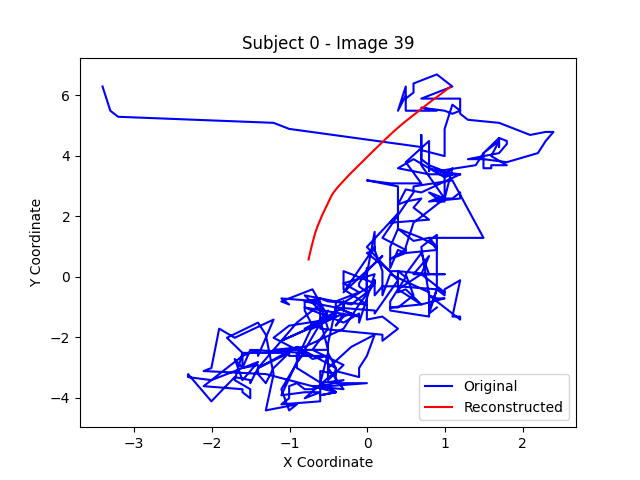 Subject 0 - Image 39
Y Coordinate
6
4
2
0
−2
−4
−3
−2
−1
0
1
2
X Coordinate
Original
Reconstructed